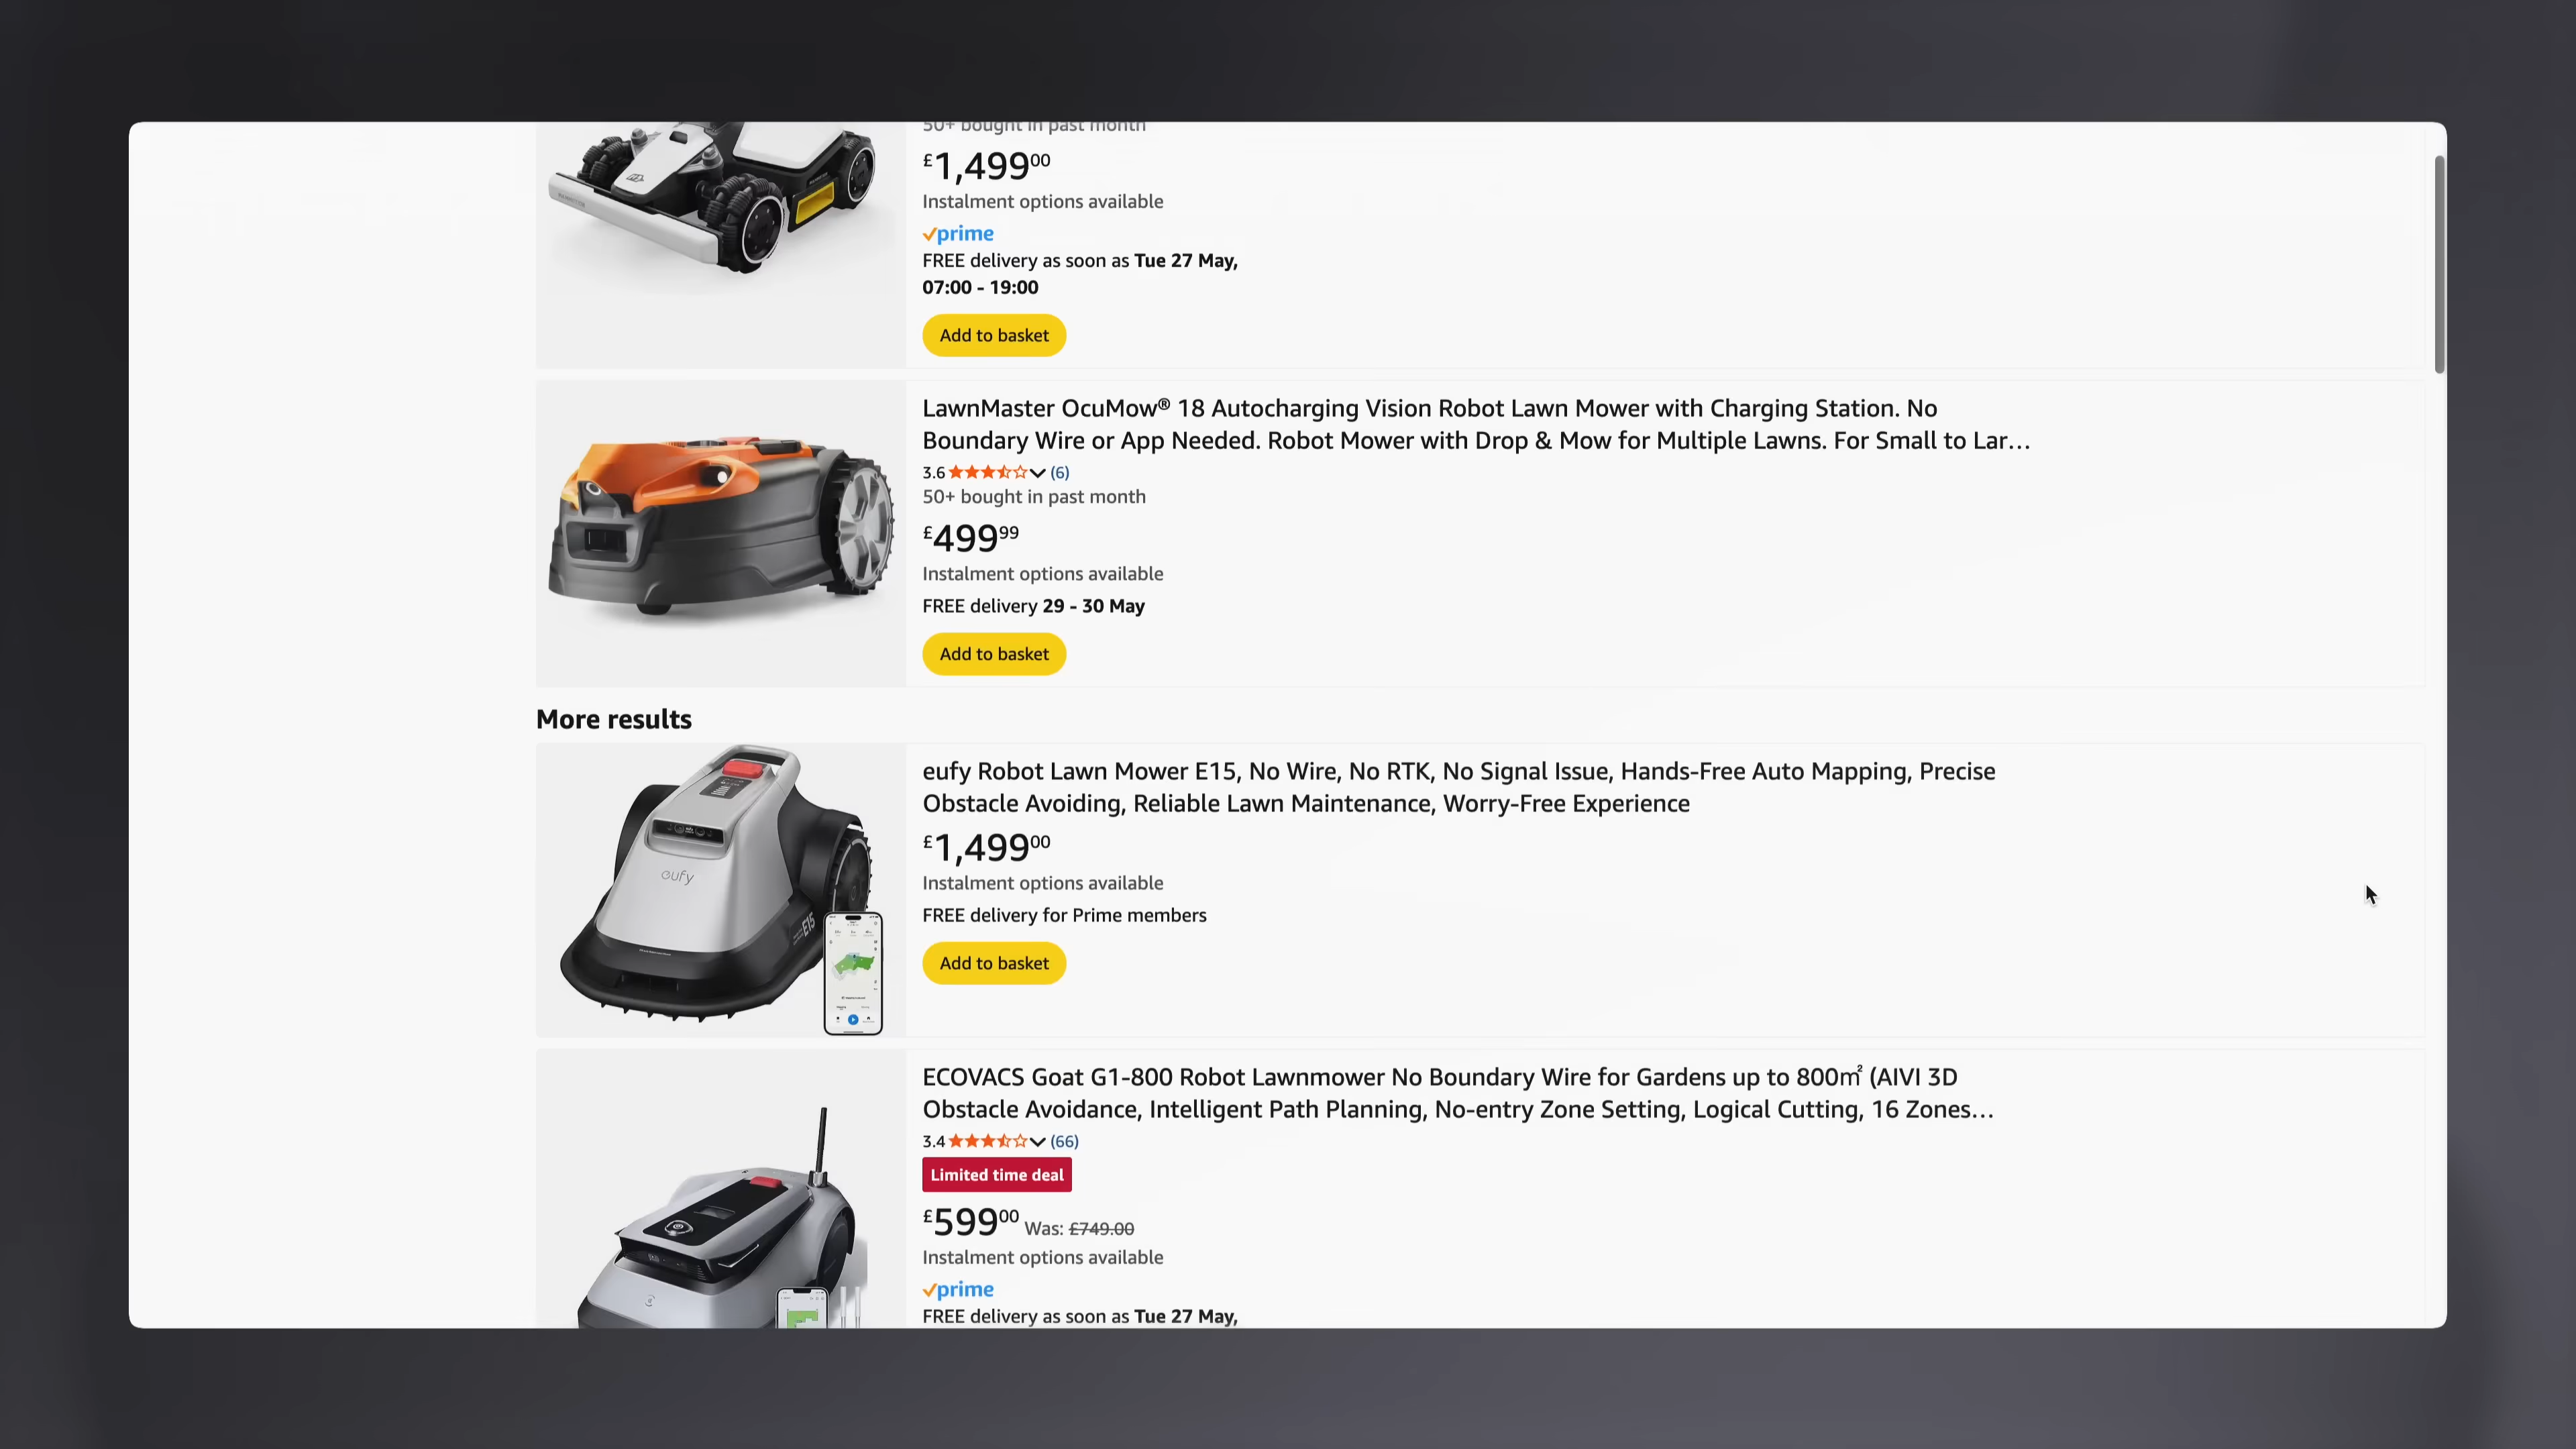 50+ bought in past month
£1,49900
Instalment options available
prime
FREE delivery as soon as Tue 27 May,
07:00 - 19:00
Add to basket
LawnMaster OcuMow® 18 Autocharging Vision Robot Lawn Mower with Charging Station. No
Boundary Wire or App Needed. Robot Mower with Drop & Mow for Multiple Lawns. For Small to Lar...
3.6 (6)
50+ bought in past month
£49999
Instalment options available
FREE delivery 29 - 30 May
Add to basket
More results
eufy
E15
eufy Robot Lawn Mower E15, No Wire, No RTK, No Signal Issue, Hands-Free Auto Mapping, Precise
Obstacle Avoiding, Reliable Lawn Maintenance, Worry-Free Experience
£1,49900
Instalment options available
FREE delivery for Prime members
Add to basket
ECOVACS Goat G1-800 Robot Lawnmower No Boundary Wire for Gardens up to 800㎡ (AIVI 3D
Obstacle Avoidance, Intelligent Path Planning, No-entry Zone Setting, Logical Cutting, 16 Zones...
3.4 (66)
Limited time deal
£59900 Was: £749.00
Instalment options available
prime
FREE delivery as soon as Tue 27 May,